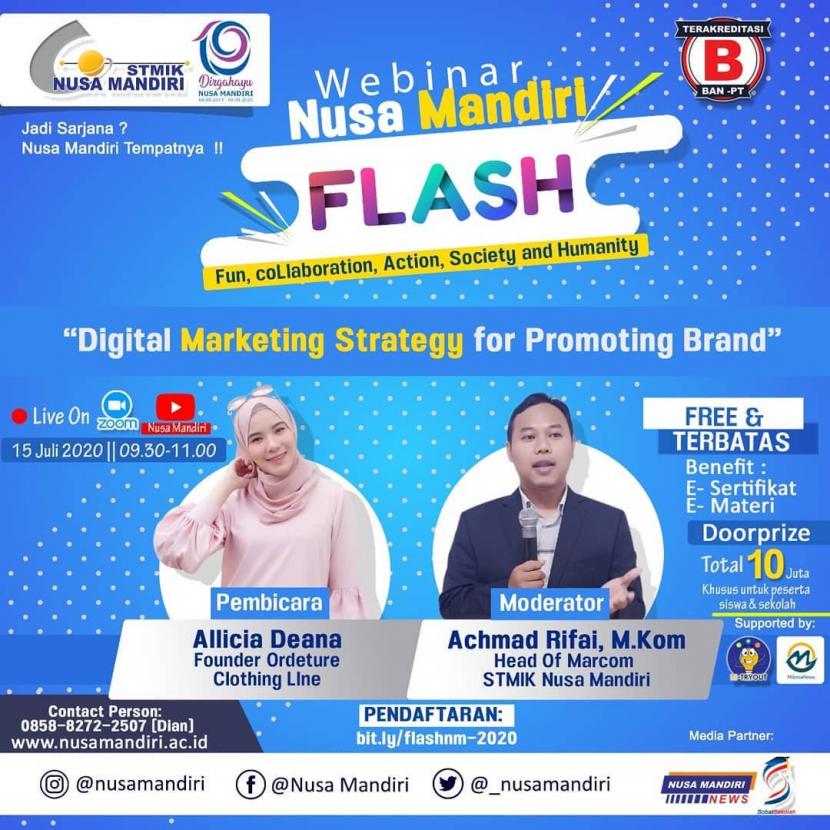 STMIK
NUSA MANDIRI
Dirgahayu
NUSA MANDIRI
TERAKREDITASI
B
BAN -PT
Jadi Sarjana ?
Nusa Mandiri Tempatnya !!
Webinar
Nusa Mandiri
FLASH
Fun, coLlaboration, Action, Society and Humanity
“Digital Marketing Strategy for Promoting Brand”
Live On
zoom
Nusa Mandiri
15 Juli 2020 || 09.30-11.00
FREE &
TERBATAS
Benefit :
E- Sertifikat
E- Materi
Doorprize
Total 10 Juta
Khusus untuk peserta
siswa & sekolah
Supported by:
Pembicara
Allicia Deana
Founder Ordeture
Clothing LIne
Moderator
Achmad Rifai, M.Kom
Head Of Marcom
STMIK Nusa Mandiri
Contact Person:
0858-8272-2507 [Dian]
www.nusamandiri.ac.id
PENDAFTARAN:
bit.ly/flashnm-2020
Media Partner:
@nusamandiri
@Nusa Mandiri
@_nusamandiri
NUSA MANDIRI
NEWS
SobatSekolah